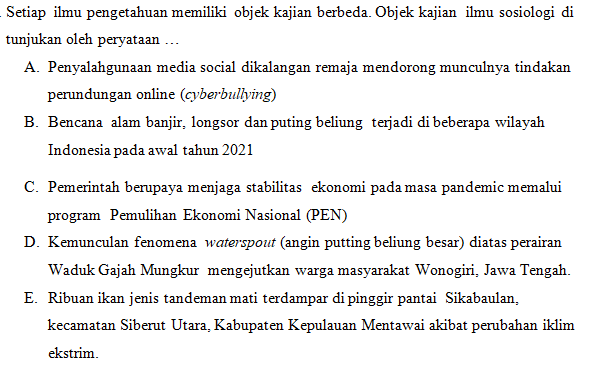 Setiap ilmu pengetahuan memiliki objek kajian berbeda. Objek kajian ilmu sosiologi di
tunjukan oleh peryataan …
A. Penyalahgunaan media social dikalangan remaja mendorong munculnya tindakan
perundungan online (cyberbullying)
B. Bencana alam banjir, longsor dan puting beliung terjadi di beberapa wilayah
Indonesia pada awal tahun 2021
C. Pemerintah berupaya menjaga stabilitas ekonomi pada masa pandemic memalui
program Pemulihan Ekonomi Nasional (PEN)
D. Kemunculan fenomena waterspout (angin putting beliung besar) diatas perairan
Waduk Gajah Mungkur mengejutkan warga masyarakat Wonogiri, Jawa Tengah.
E. Ribuan ikan jenis tandeman mati terdampar di pinggir pantai Sikabaulan,
kecamatan Siberut Utara, Kabupaten Kepulauan Mentawai akibat perubahan iklim
ekstrim.